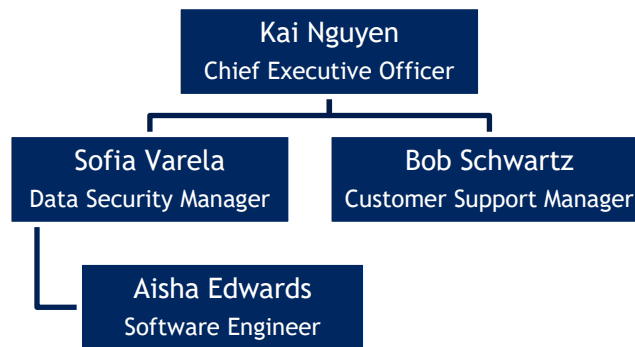 Kai Nguyen
Chief Executive Officer
Sofia Varela
Data Security Manager
Bob Schwartz
Customer Support Manager
Aisha Edwards
Software Engineer